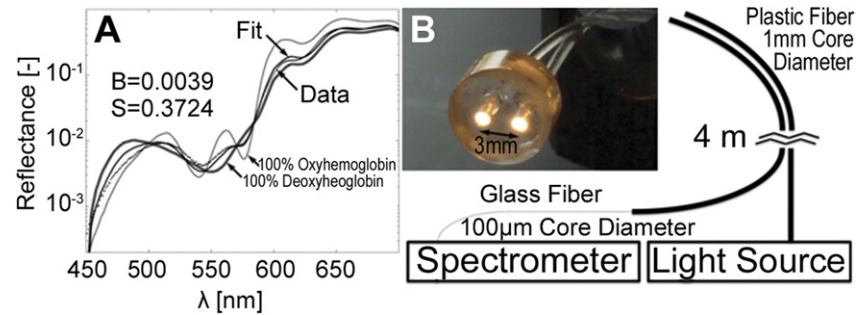 A
Reflectance [-]
10-1
10-2
10-3
B=0.0039
S=0.3724
Fit
Data
100% Oxyhemoglobin
100% Deoxyheoglobin
450 500 550 600 650
λ [nm]
B
3mm
Plastic Fiber
1mm Core
Diameter
4 m
Glass Fiber
100µm Core Diameter
Spectrometer
Light Source